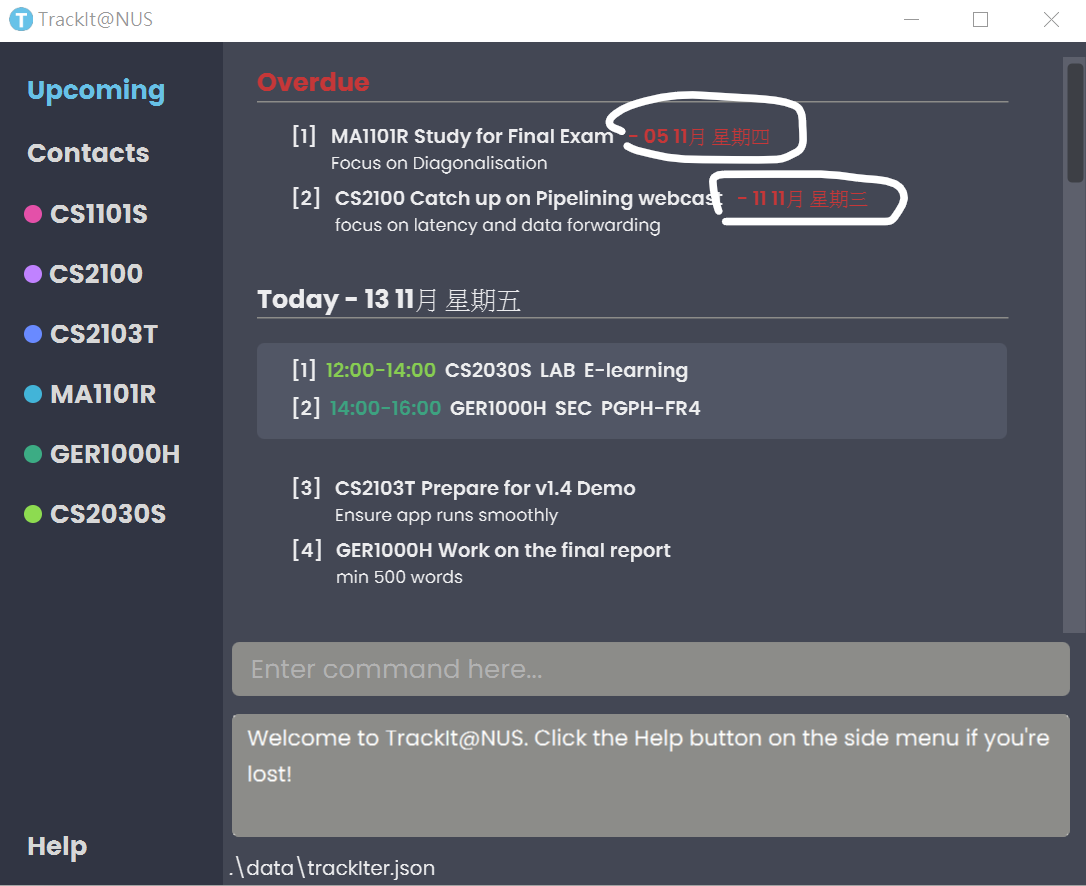 TrackIt@NUS
Upcoming
Contacts
CS1101S
CS2100
CS2103T
MA1101R
GER1000H
CS2030S
Help
Overdue
[1] MA1101R Study for Final Exam - 05 11月 星期四
Focus on Diagonalisation
[2] CS2100 Catch up on Pipelining webcast - 11 11月 星期三
focus on latency and data forwarding
Today - 13 11月 星期五
[1] 12:00-14:00 CS2030S LAB E-learning
[2] 14:00-16:00 GER1000H SEC PGPH-FR4
[3] CS2103T Prepare for v1.4 Demo
Ensure app runs smoothly
[4] GER1000H Work on the final report
min 500 words
Enter command here...
Welcome to TrackIt@NUS. Click the Help button on the side menu if you're
lost!
.\data\trackIter.json